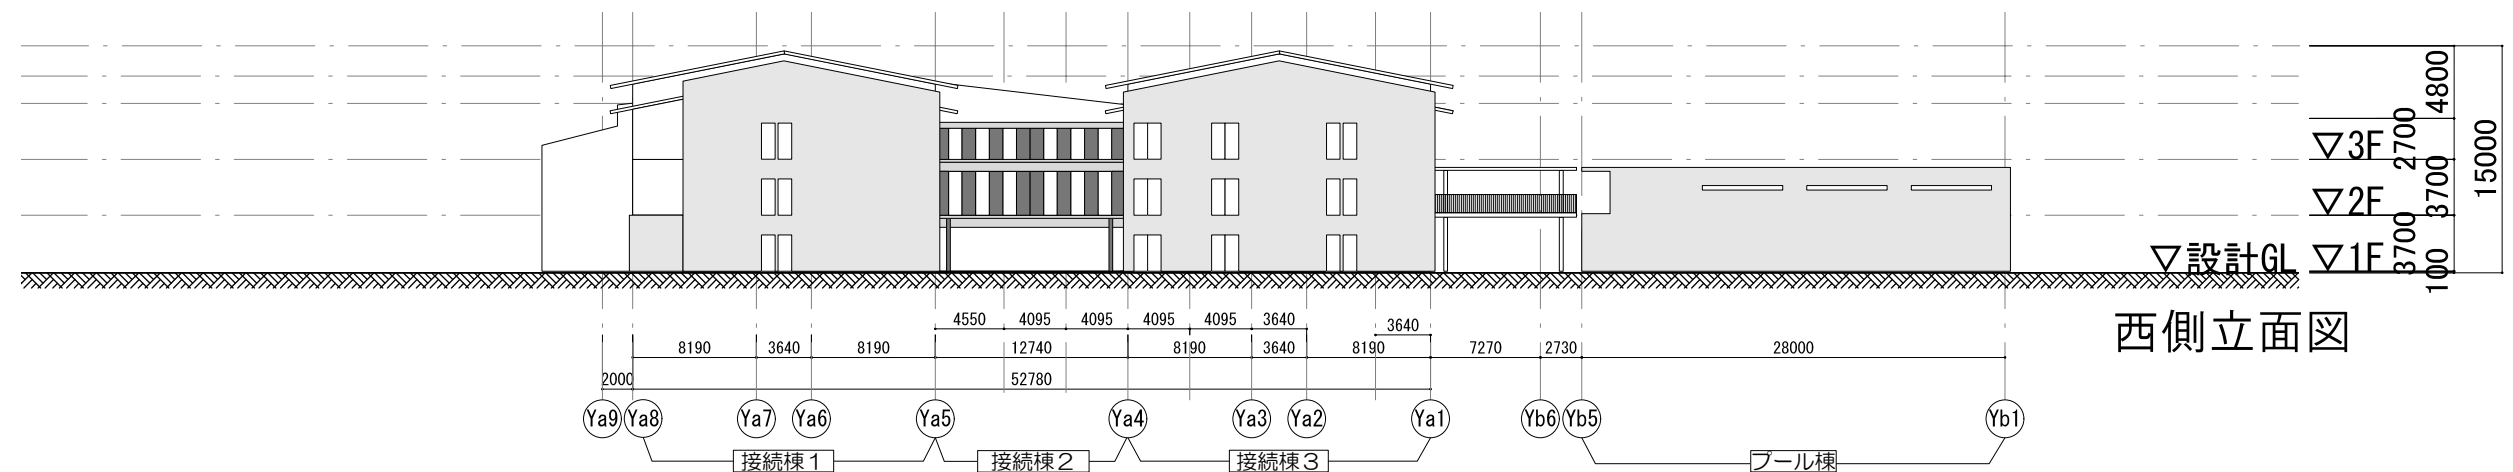 4800
2700
3700
3700
100
15000
▽3F
▽2F
▽1F
▽設計GL
西側立面図
4550 4095 4095 4095 4095 3640 3640
8190 3640 8190 12740 8190 3640 8190 7270 2730 28000
2000 52780
Ya9 Ya8 Ya7 Ya6 Ya5 Ya4 Ya3 Ya2 Ya1 Yb6 Yb5 Yb1
接続棟1 接続棟2 接続棟3 プール棟